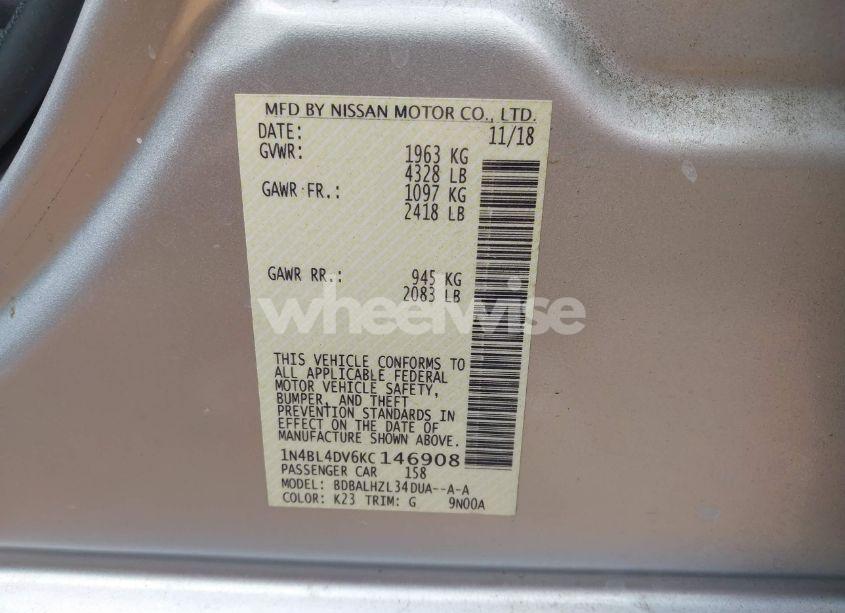 MFD BY NISSAN MOTOR CO., LTD.
DATE: 11/18
GVWR: 1963 KG
4328 LB
GAWR FR.: 1097 KG
2418 LB
GAWR RR.: 945 KG
2083 LB
wheelwise
THIS VEHICLE CONFORMS TO
ALL APPLICABLE FEDERAL
MOTOR VEHICLE SAFETY,
BUMPER, AND THEFT
PREVENTION STANDARDS IN
EFFECT ON THE DATE OF
MANUFACTURE SHOWN ABOVE.
1N4BL4DV6KC146908
PASSENGER CAR 158
MODEL: BDBALHZL34DUA--A-A
COLOR: K23 TRIM: G 9N00A